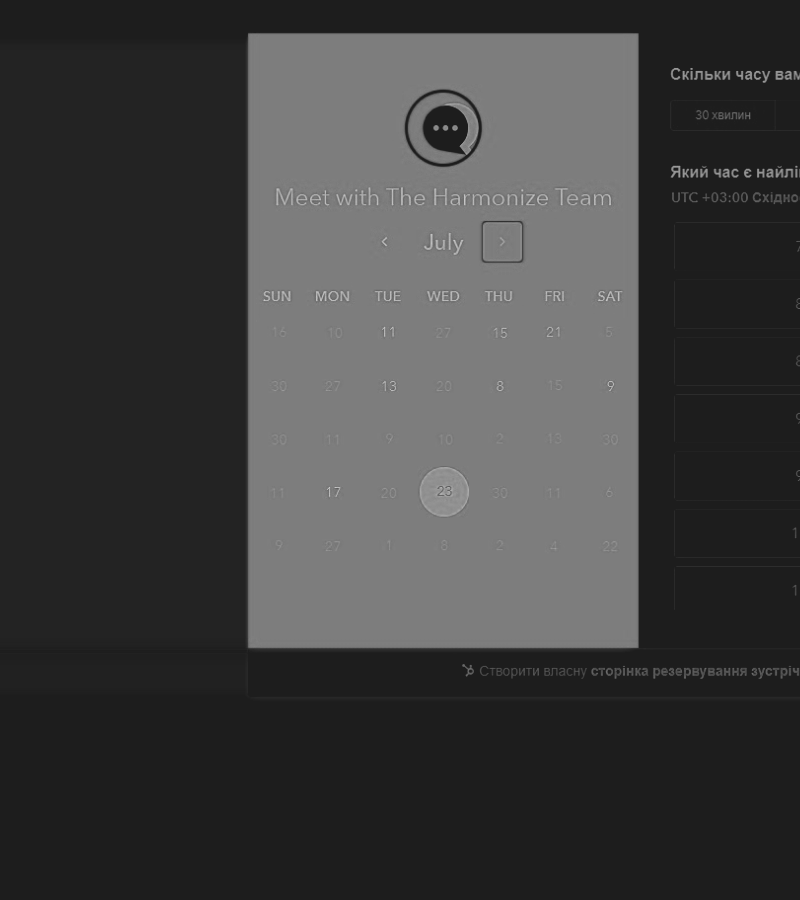 Meet with The Harmonize Team
July
SUN MON TUE WED THU FRI SAT
16 10 11 27 15 21 5
30 27 13 20 8 15 9
30 11 9 10 2 13 30
11 17 20 23 30 11 6
9 27 1 8 2 4 22
Скільки часу вам
30 хвилин
Який час є найлі
UTC +03:00 Східно
7
8
8
9
9
1
1
Створити власну сторінка резервування зустріч